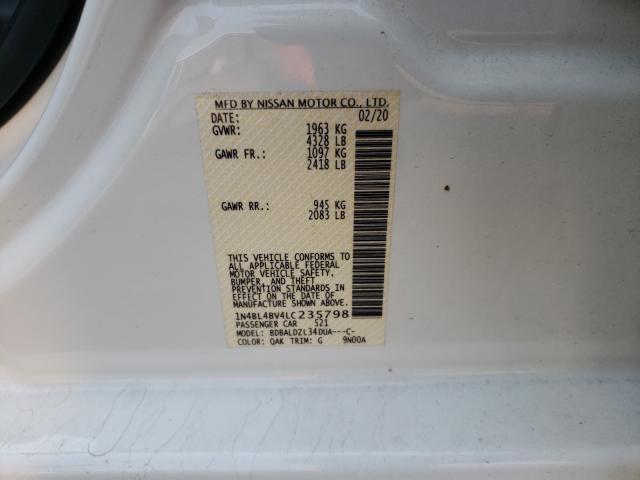 MFD BY NISSAN MOTOR CO., LTD.
DATE: 02/20
GVWR: 1963 KG
4328 LB
GAWR FR.: 1097 KG
2418 LB
GAWR RR.: 945 KG
2083 LB
THIS VEHICLE CONFORMS TO
ALL APPLICABLE FEDERAL
MOTOR VEHICLE SAFETY,
BUMPER, AND THEFT
PREVENTION STANDARDS IN
EFFECT ON THE DATE OF
MANUFACTURE SHOWN ABOVE.
1N4BL4BV4LC235798
PASSENGER CAR 521
MODEL: BDBALDZL34DUA---C-
COLOR: QAK TRIM: G 9N00A